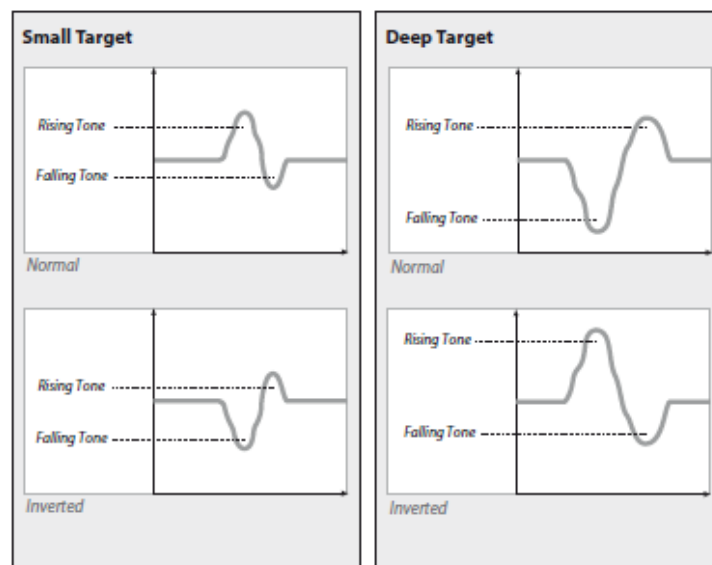 Small Target
Rising Tone
Falling Tone
Normal
Rising Tone
Falling Tone
Inverted
Deep Target
Rising Tone
Falling Tone
Normal
Rising Tone
Falling Tone
Inverted